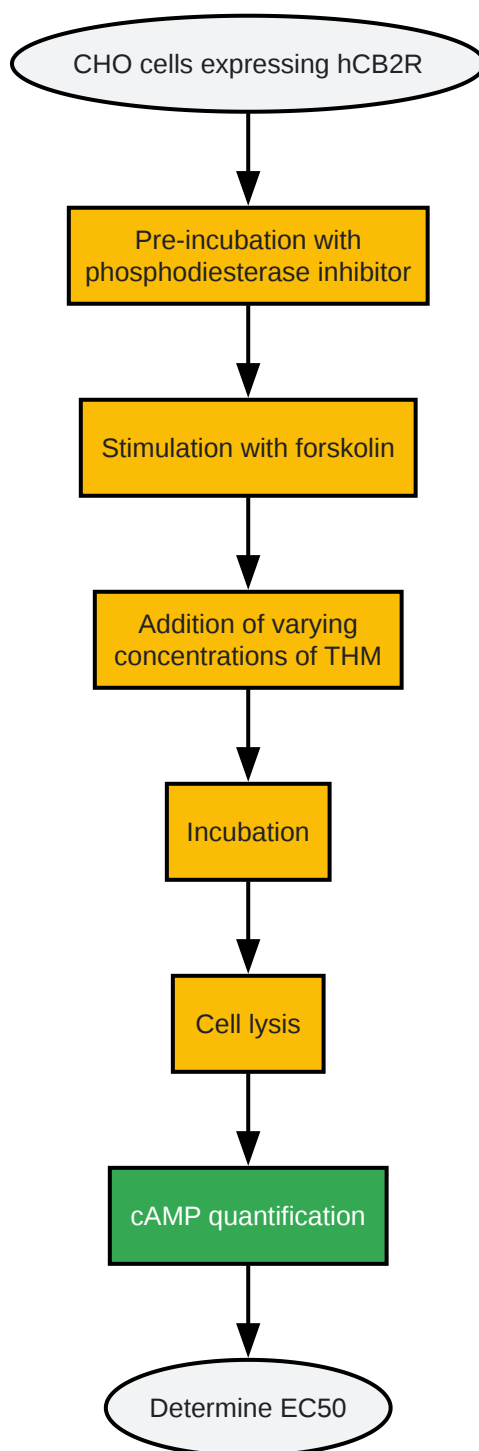 CHO cells expressing hCB2R
Pre-incubation with
phosphodiesterase inhibitor
Stimulation with forskolin
Addition of varying
concentrations of THM
Incubation
Cell lysis
cAMP quantification
Determine EC50